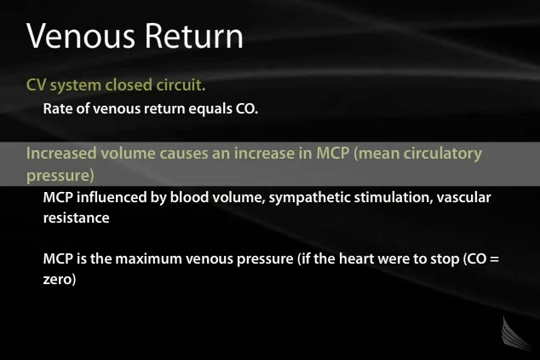 Venous Return
CV system closed circuit.
Rate of venous return equals CO.
Increased volume causes an increase in MCP (mean circulatory
pressure)
MCP influenced by blood volume, sympathetic stimulation, vascular
resistance
MCP is the maximum venous pressure (if the heart were to stop (CO =
zero)